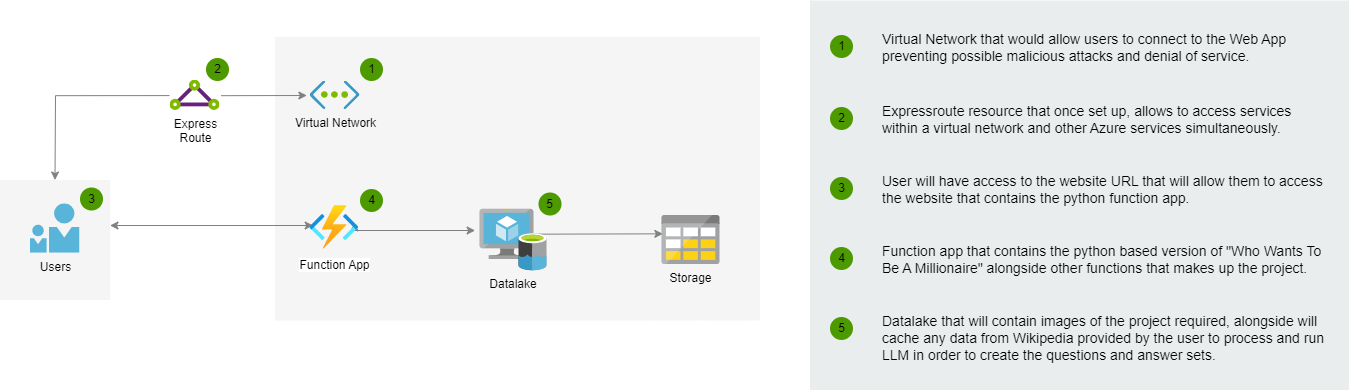 2
1
Express
Route
Virtual Network
3
4
5
Users
Function App
Datalake
Storage
1
Virtual Network that would allow users to connect to the Web App
preventing possible malicious attacks and denial of service.
2
Expressroute resource that once set up, allows to access services
within a virtual network and other Azure services simultaneously.
3
User will have access to the website URL that will allow them to access
the website that contains the python function app.
4
Function app that contains the python based version of "Who Wants To
Be A Millionaire" alongside other functions that makes up the project.
5
Datalake that will contain images of the project required, alongside will
cache any data from Wikipedia provided by the user to process and run
LLM in order to create the questions and answer sets.